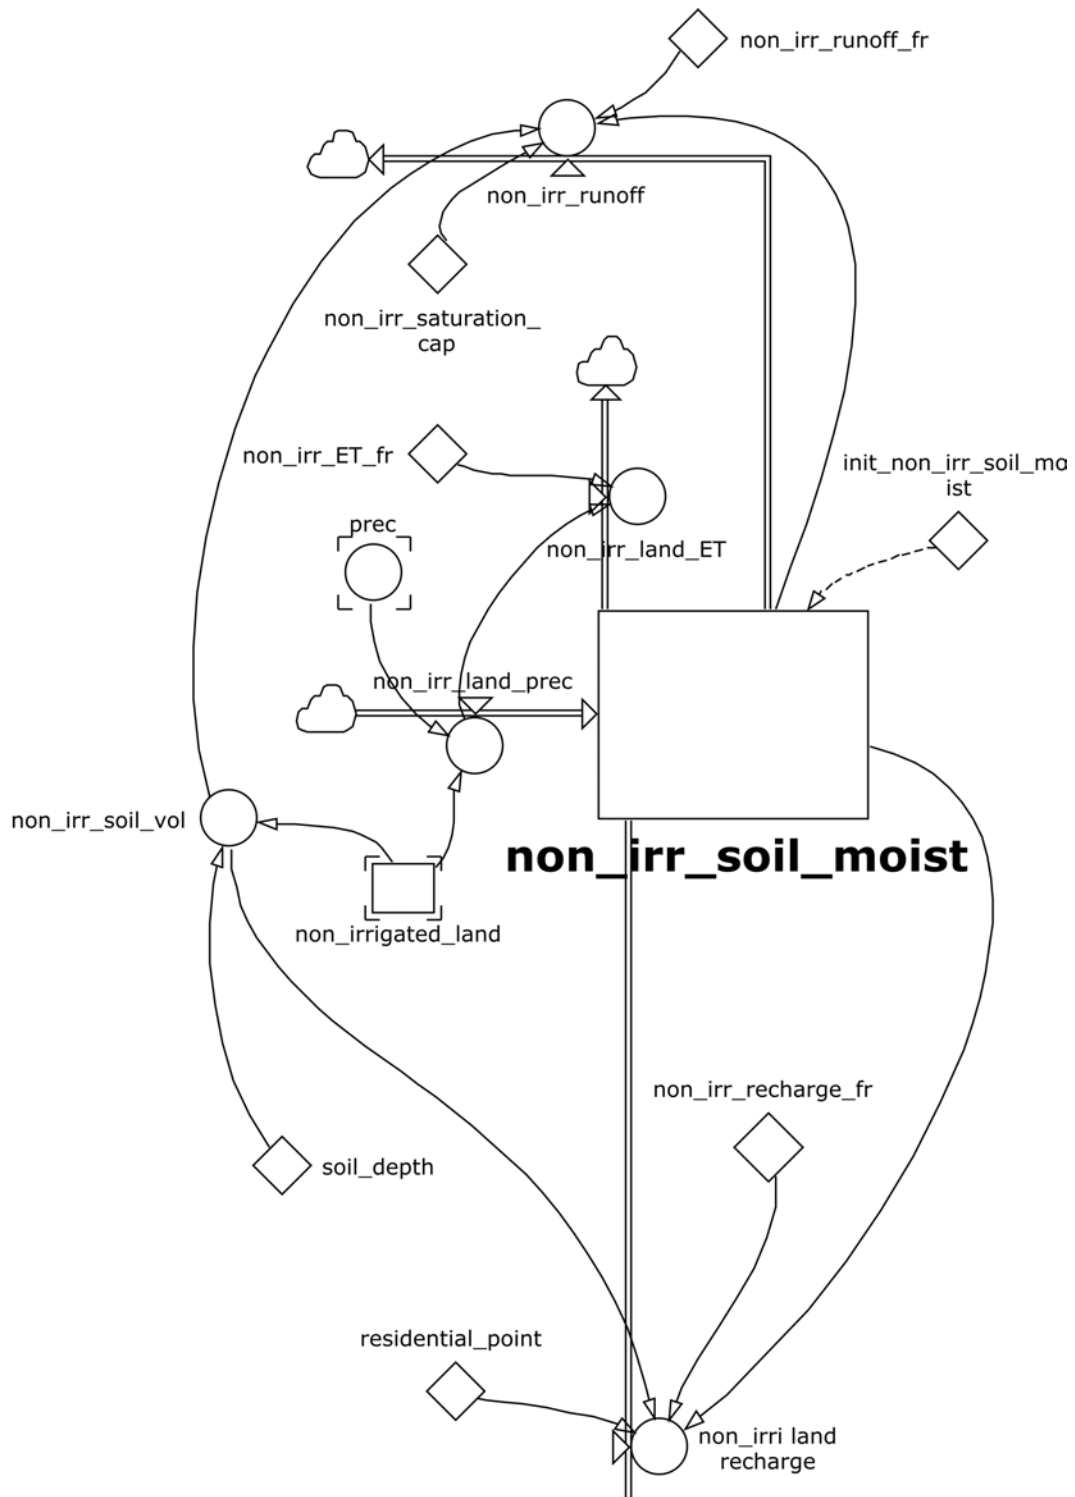 non_irr_runoff_fr
non_irr_runoff
non_irr_saturation_
cap
non_irr_ET_fr
init_non_irr_soil_mo
ist
prec
non_irr_land_ET
non_irr_land_prec
non_irr_soil_vol
non_irr_soil_moist
non_irrigated_land
non_irr_recharge_fr
soil_depth
residential_point
non_irri land
recharge